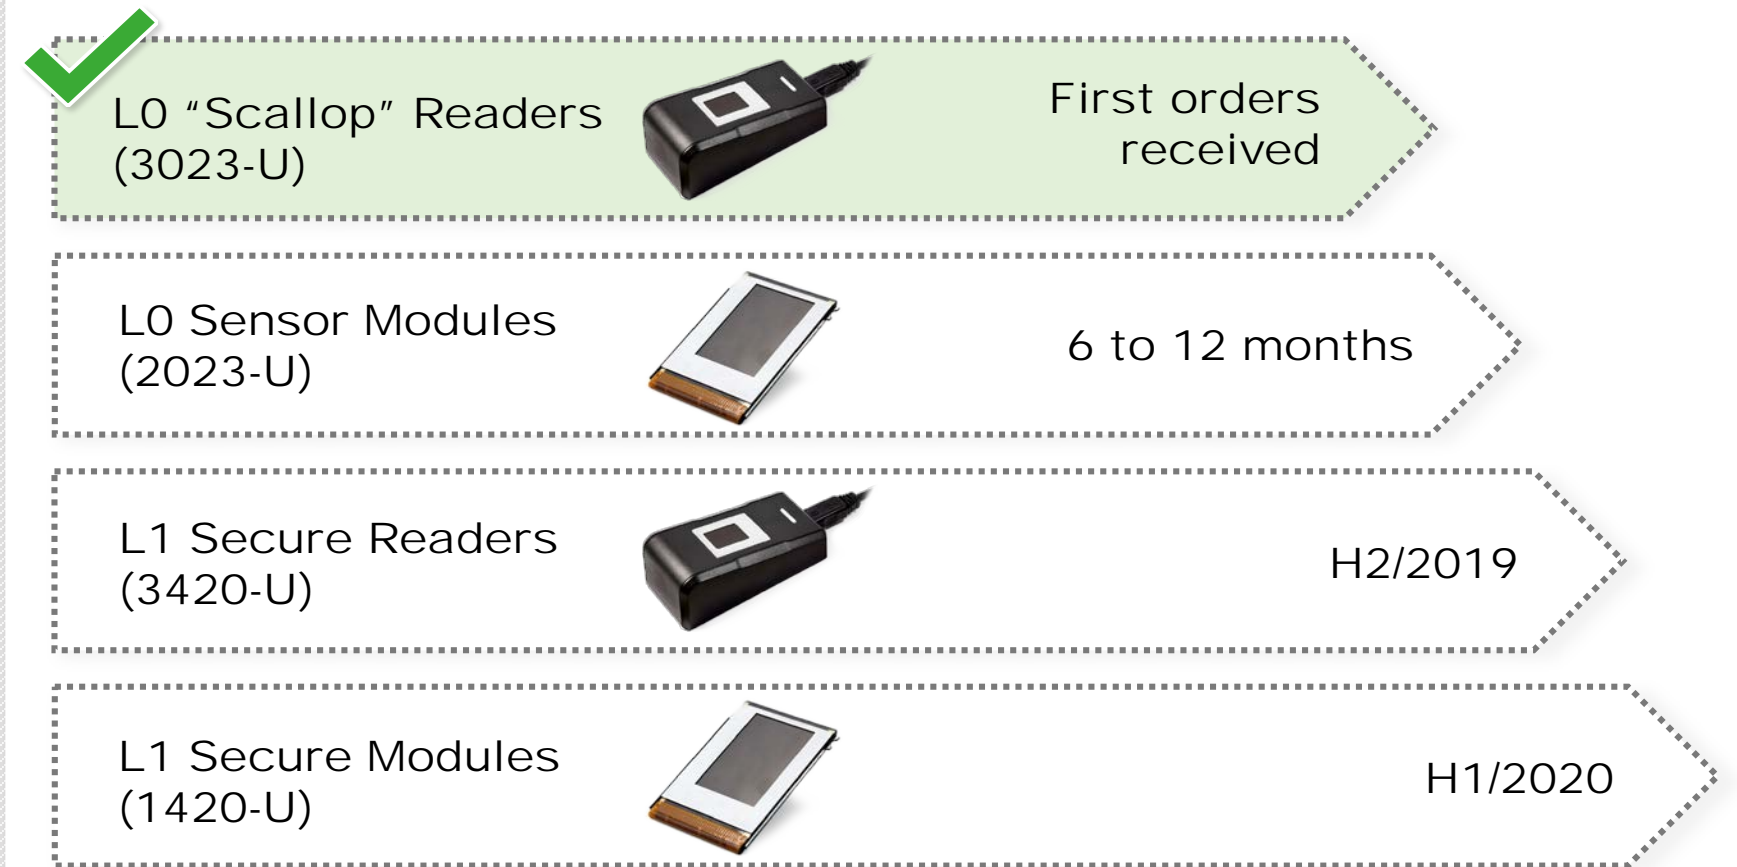 L0 “Scallop” Readers
(3023-U)
First orders
received
L0 Sensor Modules
(2023-U)
6 to 12 months
L1 Secure Readers
(3420-U)
H2/2019
L1 Secure Modules
(1420-U)
H1/2020